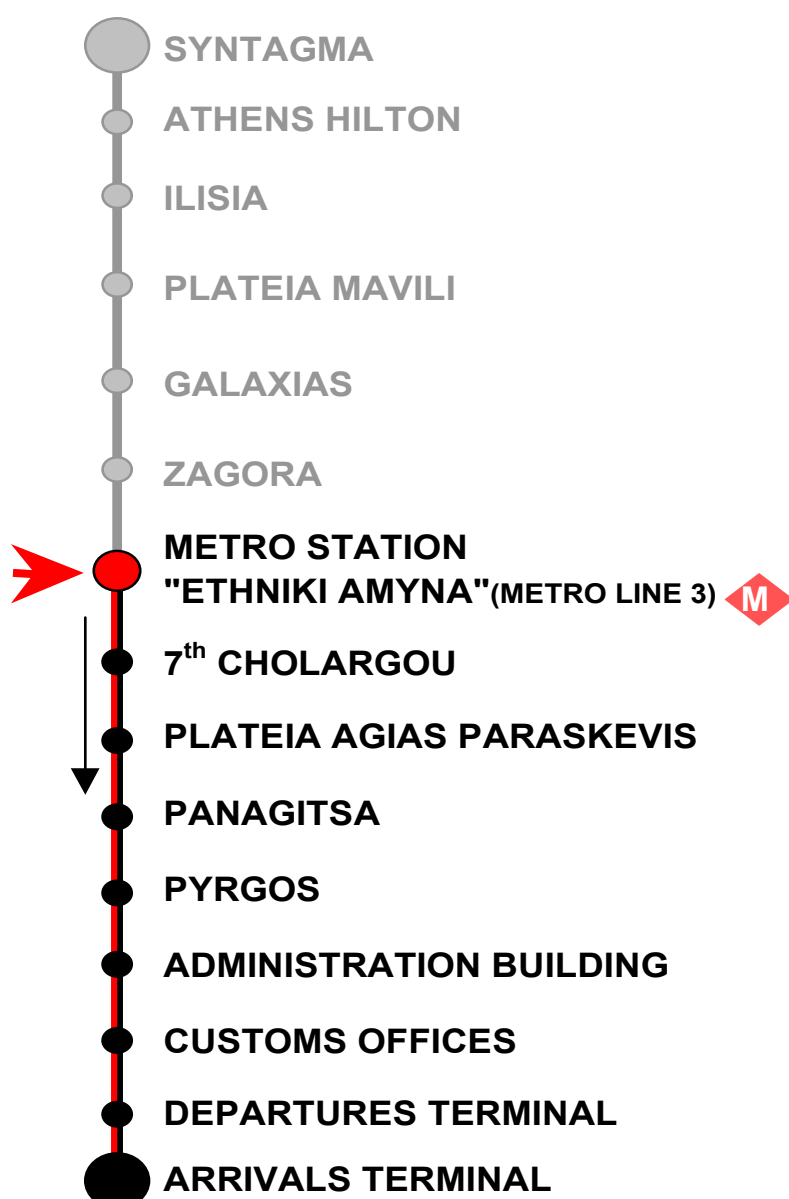 SYNTAGMA
ATHENS HILTON
ILISIA
PLATEIA MAVILI
GALAXIAS
ZAGORA
METRO STATION
"ETHNIKI AMYNA"(METRO LINE 3) M
7th CHOLARGOU
PLATEIA AGIAS PARASKEVIS
PANAGITSA
PYRGOS
ADMINISTRATION BUILDING
CUSTOMS OFFICES
DEPARTURES TERMINAL
ARRIVALS TERMINAL